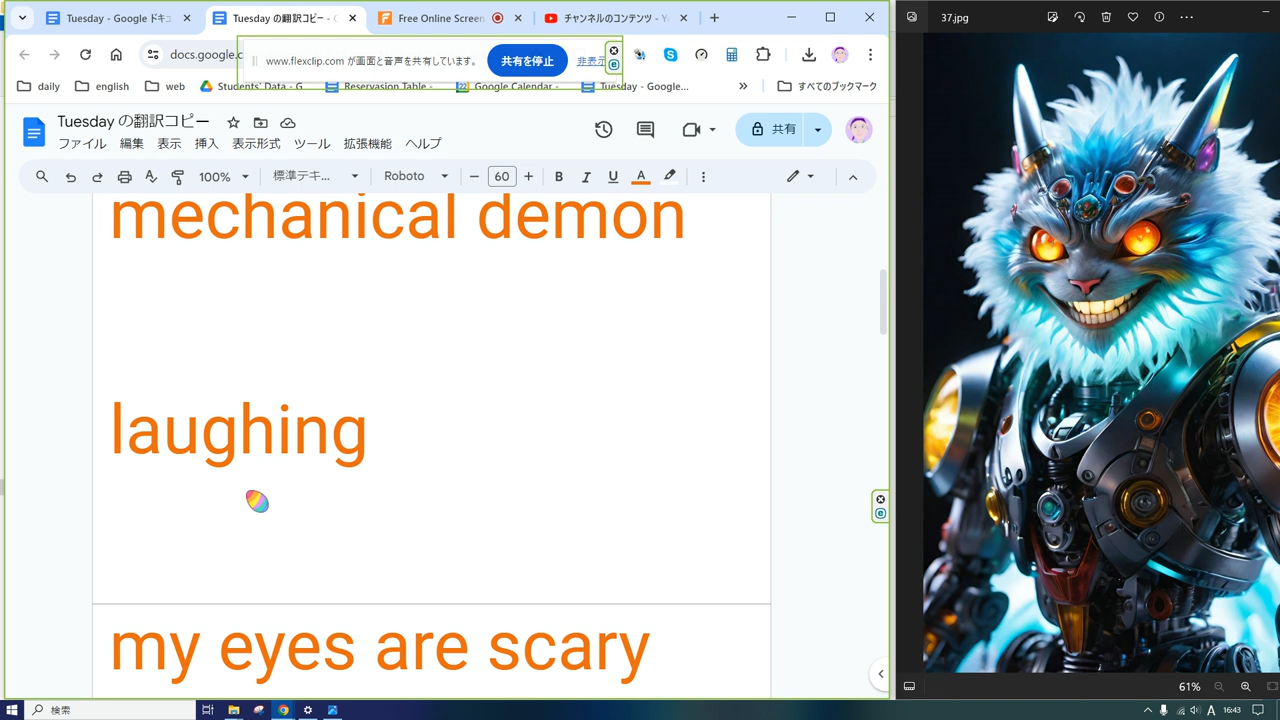 Tuesday - Google ドキュ
Tuesday の翻訳コピー - G
Free Online Screen
チャンネルのコンテンツ - Y
37.jpg
docs.google.c
www.flexclip.com が画面と音声を共有しています。
共有を停止
非表示
daily
english
web
Students' Data - G
Reservasion Table -
Google Calendar -
Tuesday - Google...
»
すべてのブックマーク
Tuesday の翻訳コピー
ファイル 編集 表示 挿入 表示形式 ツール 拡張機能 ヘルプ
共有
100%
標準テキ...
Roboto
60
B I U A
mechanical demon
laughing
my eyes are scary
61%
検索
A 16:43